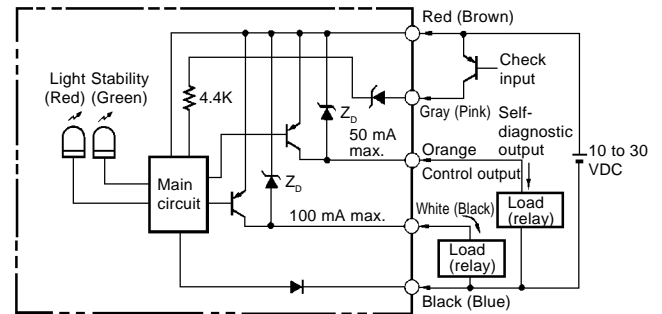 Red (Brown)
Light Stability
(Red) (Green)
4.4K
Check
input
Gray (Pink)
Self-
diagnostic
output
ZD
50 mA
max.
Orange
Control output
10 to 30
VDC
Main
circuit
ZD
100 mA max.
White (Black)
Load
(relay)
Load
(relay)
Black (Blue)